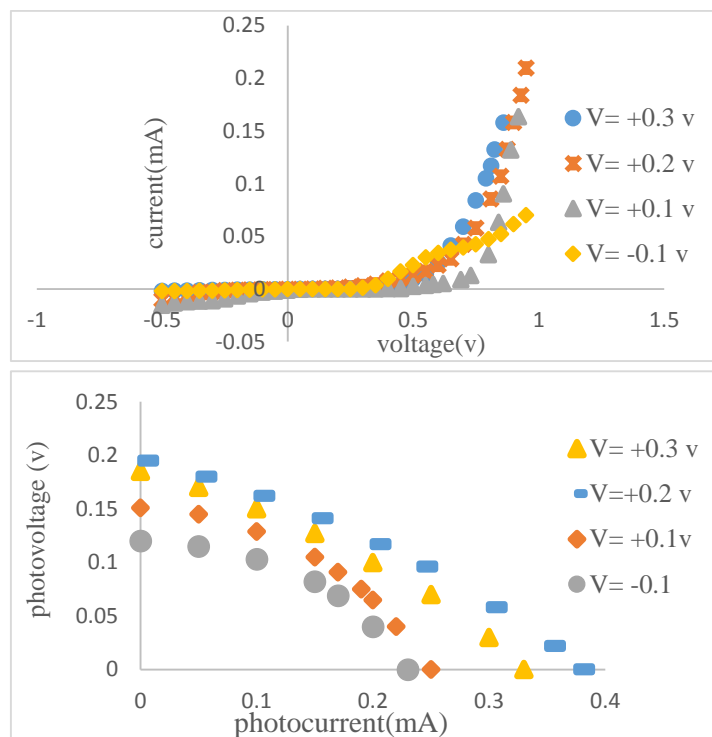 0.25
0.2
V= +0.3 v
0.15
V= +0.2 v
current(mA)
0.1
V= +0.1 v
0.05
V= -0.1 v
0
-1
-0.5
0
0.5
1
1.5
-0.05
voltage(v)
0.25
V= +0.3 v
0.2
V=+0.2 v
0.15
V= +0.1v
photovoltage (v)
0.1
V= -0.1
0.05
0
0
0.1
0.2
0.3
0.4
photocurrent(mA)